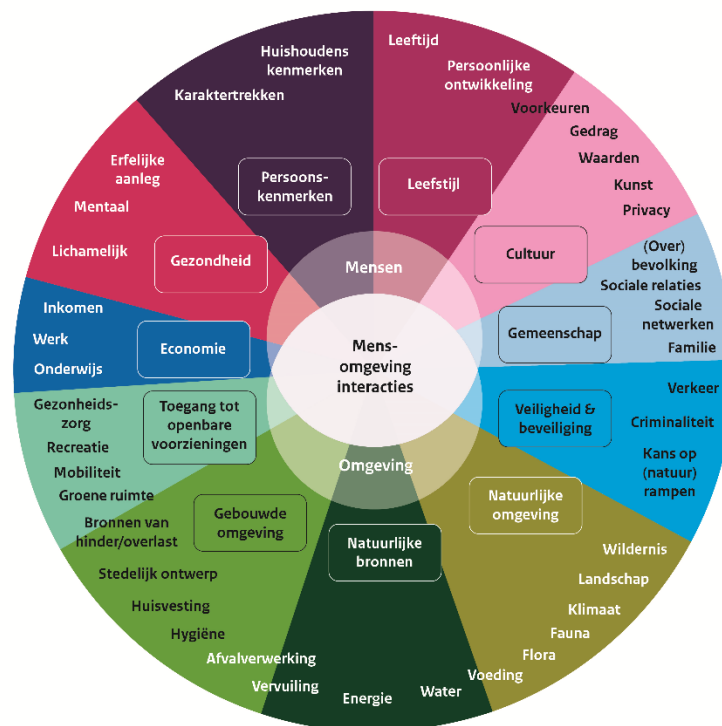 Huishoudens
kenmerken
Karaktertrekken
Persoons-
kenmerken
Leeftijd
Persoonlijke
ontwikkeling
Leefstijl
Voorkeuren
Gedrag
Waarden
Kunst
Privacy
Cultuur
(Over)
bevolking
Sociale relaties
Sociale
netwerken
Familie
Gemeenschap
Verkeer
Criminaliteit
Kans op
(natuur)
rampen
Veiligheid &
beveiliging
Wildernis
Landschap
Klimaat
Fauna
Flora
Voeding
Natuurlijke
omgeving
Water
Energie
Natuurlijke
bronnen
Vervuiling
Afvalverwerking
Hygiëne
Huisvesting
Stedelijk ontwerp
Bronnen van
hinder/overlast
Gebouwde
omgeving
Groene ruimte
Mobiliteit
Recreatie
Gezonheids-
zorg
Toegang tot
openbare
voorzieningen
Onderwijs
Werk
Inkomen
Economie
Lichamelijk
Mentaal
Erfelijke
aanleg
Gezondheid
Mensen
Mens-
omgeving
interacties
Omgeving